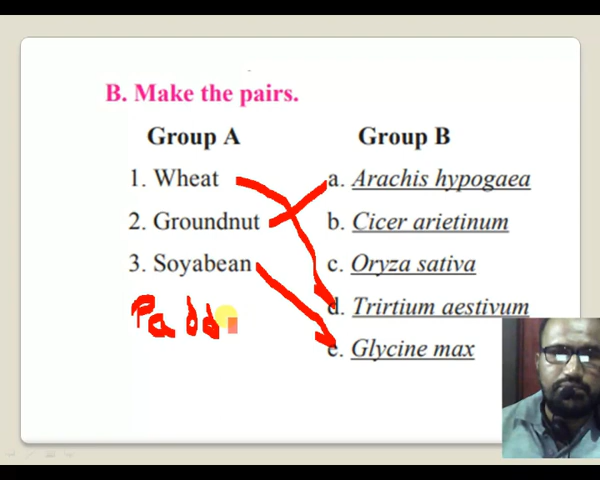 B. Make the pairs.
Group A Group B
1. Wheat a. Arachis hypogaea
2. Groundnut b. Cicer arietinum
3. Soyabean c. Oryza sativa
d. Trirtium aestivum
Padd e. Glycine max